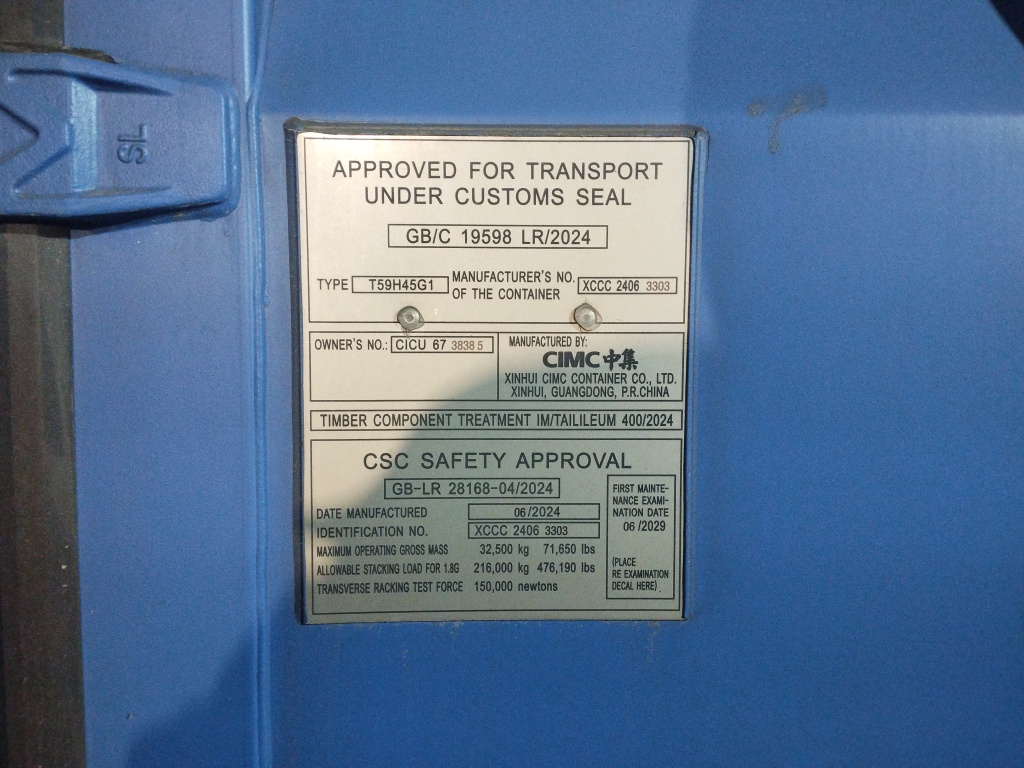 SL
APPROVED FOR TRANSPORT
UNDER CUSTOMS SEAL
GB/C 19598 LR/2024
TYPE T59H45G1 MANUFACTURER'S NO. OF THE CONTAINER XCCC 2406 3303
OWNER'S NO.: CICU 67 3838 5
MANUFACTURED BY:
CIMC中集
XINHUI CIMC CONTAINER CO., LTD.
XINHUI, GUANGDONG, P.R.CHINA
TIMBER COMPONENT TREATMENT IM/TAILILEUM 400/2024
CSC SAFETY APPROVAL
GB-LR 28168-04/2024
DATE MANUFACTURED 06/2024
IDENTIFICATION NO. XCCC 2406 3303
MAXIMUM OPERATING GROSS MASS 32,500 kg 71,650 lbs
ALLOWABLE STACKING LOAD FOR 1.8G 216,000 kg 476,190 lbs
TRANSVERSE RACKING TEST FORCE 150,000 newtons
FIRST MAINTE-
NANCE EXAMI-
NATION DATE
06/2029
(PLACE
RE EXAMINATION
DECAL HERE)